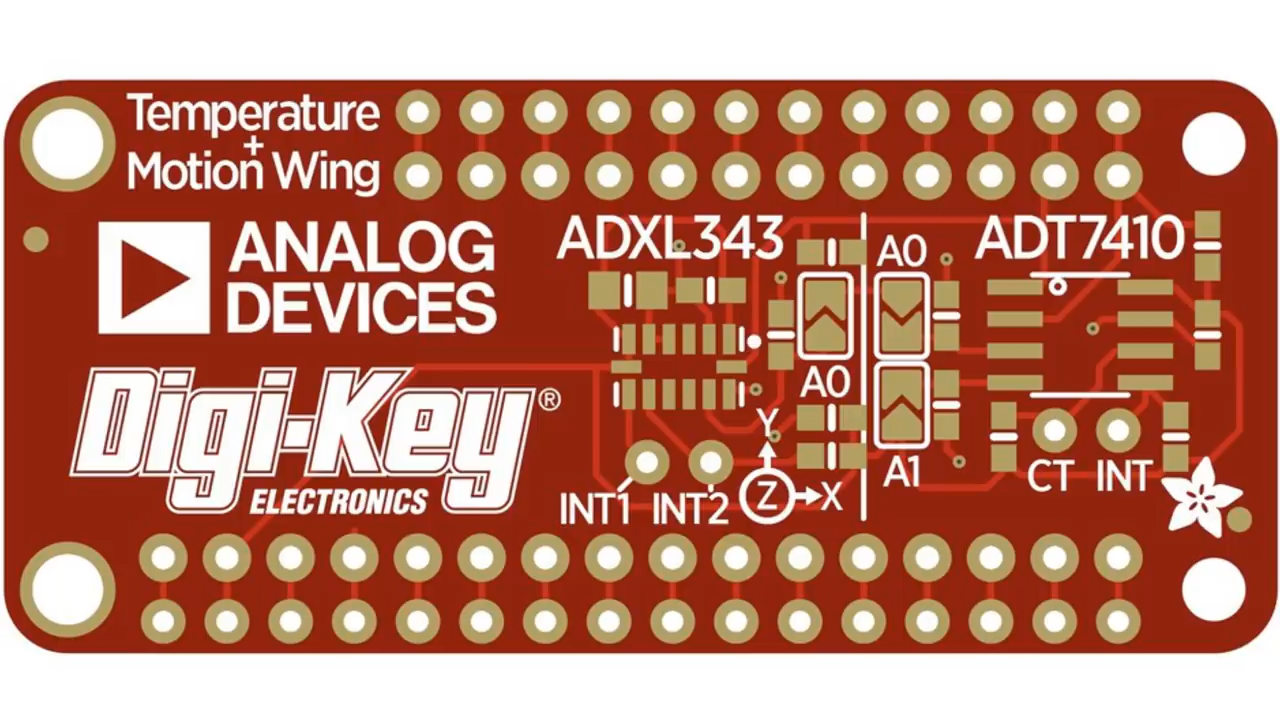 Temperature
+
Motion Wing
ANALOG
DEVICES
Digi-Key®
ELECTRONICS
ADXL343
A0
A0
A1
ADT7410
INT1 INT2
Y
Z
X
CT INT